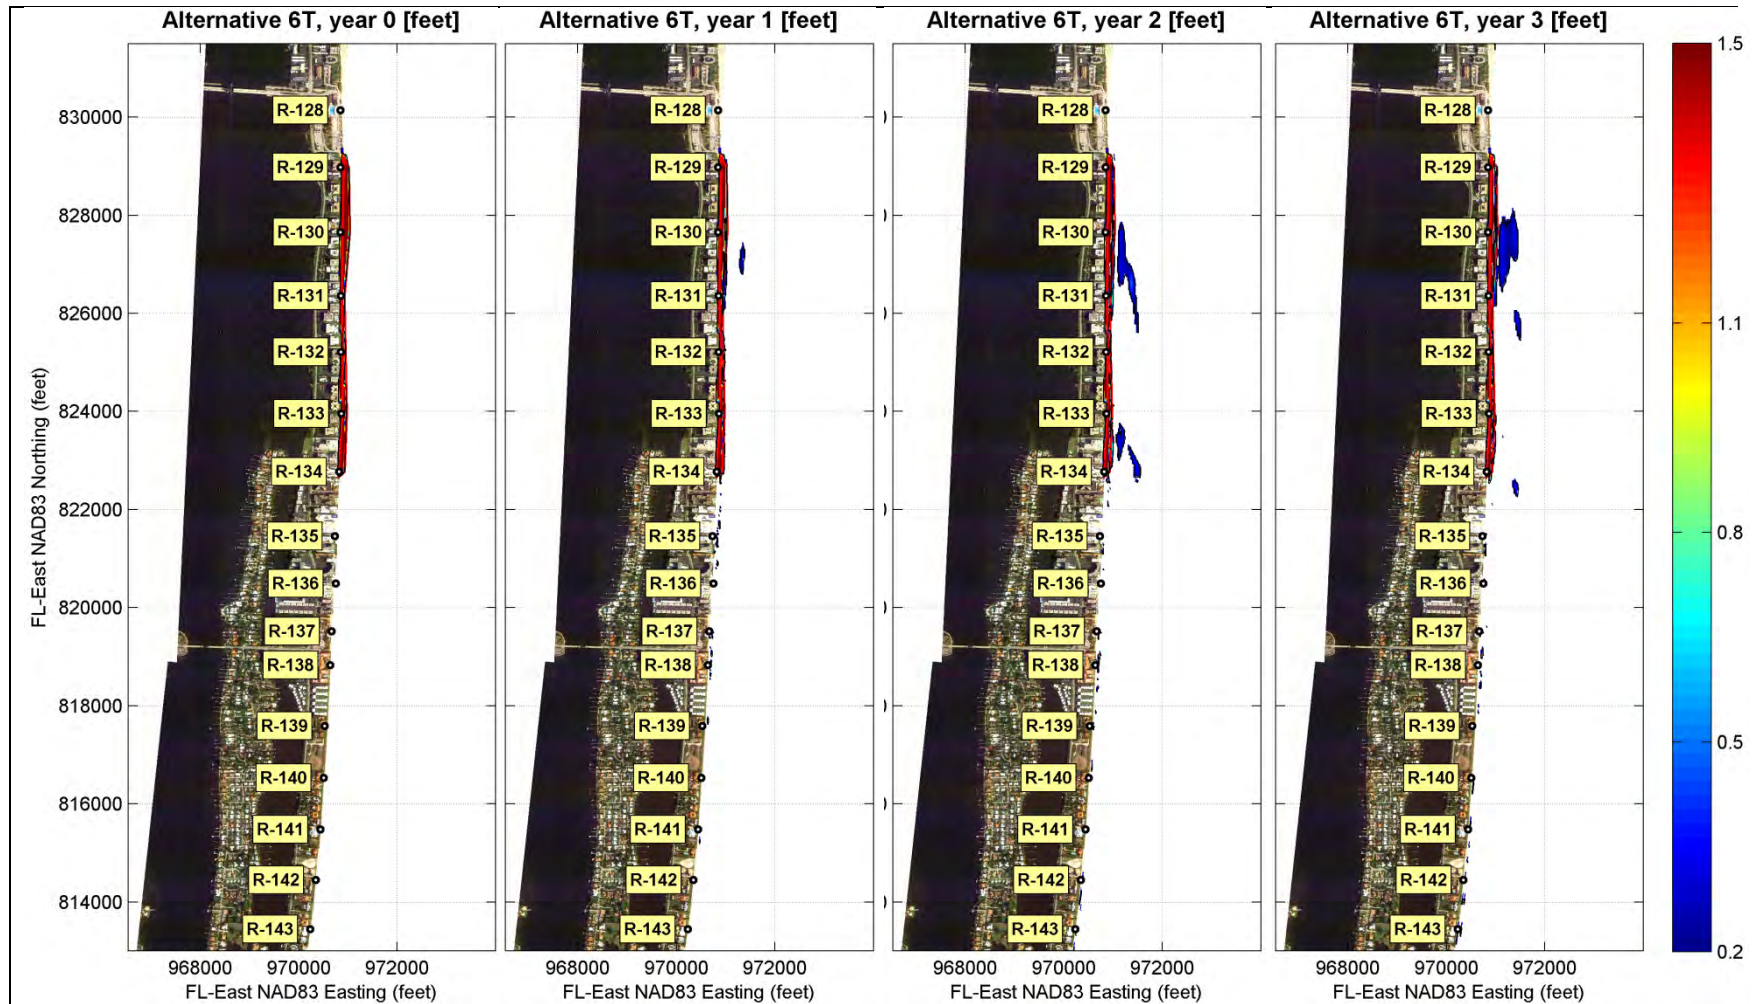 Alternative 6T, year 0 [feet]
Alternative 6T, year 1 [feet]
Alternative 6T, year 2 [feet]
Alternative 6T, year 3 [feet]
FL-East NAD83 Northing (feet)
830000
828000
826000
824000
822000
820000
818000
816000
814000
R-128
R-129
R-130
R-131
R-132
R-133
R-134
R-135
R-136
R-137
R-138
R-139
R-140
R-141
R-142
R-143
968000 970000 972000
FL-East NAD83 Easting (feet)
R-128
R-129
R-130
R-131
R-132
R-133
R-134
R-135
R-136
R-137
R-138
R-139
R-140
R-141
R-142
R-143
968000 970000 972000
FL-East NAD83 Easting (feet)
)
)
)
)
)
)
)
)
)
R-128
R-129
R-130
R-131
R-132
R-133
R-134
R-135
R-136
R-137
R-138
R-139
R-140
R-141
R-142
R-143
968000 970000 972000
FL-East NAD83 Easting (feet)
R-128
R-129
R-130
R-131
R-132
R-133
R-134
R-135
R-136
R-137
R-138
R-139
R-140
R-141
R-142
R-143
968000 970000 972000
FL-East NAD83 Easting (feet)
1.5
1.1
0.8
0.5
0.2